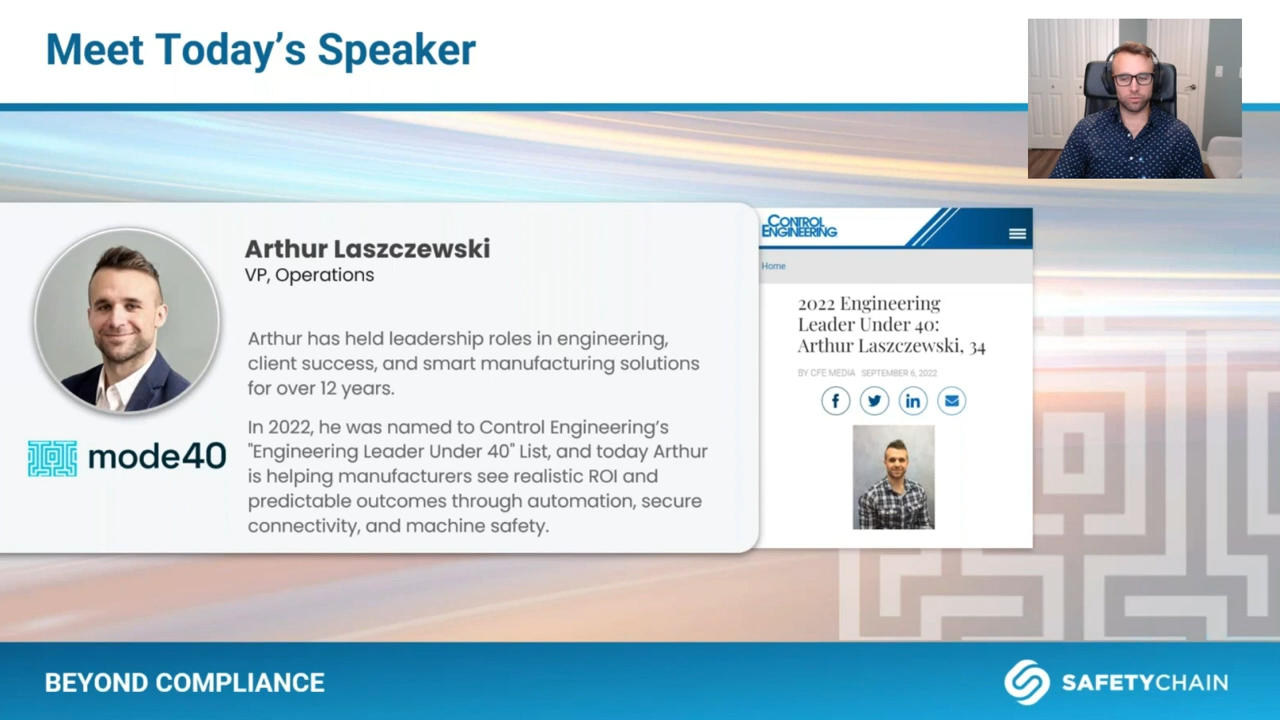 Meet Today’s Speaker
Arthur Laszczewski
VP, Operations
Arthur has held leadership roles in engineering,
client success, and smart manufacturing solutions
for over 12 years.
In 2022, he was named to Control Engineering’s
"Engineering Leader Under 40" List, and today Arthur
is helping manufacturers see realistic ROI and
predictable outcomes through automation, secure
connectivity, and machine safety.
mode40
CONTROL
ENGINEERING
Home
2022 Engineering
Leader Under 40:
Arthur Laszczewski, 34
BY CFE MEDIA SEPTEMBER 6, 2022
BEYOND COMPLIANCE
SAFETYCHAIN